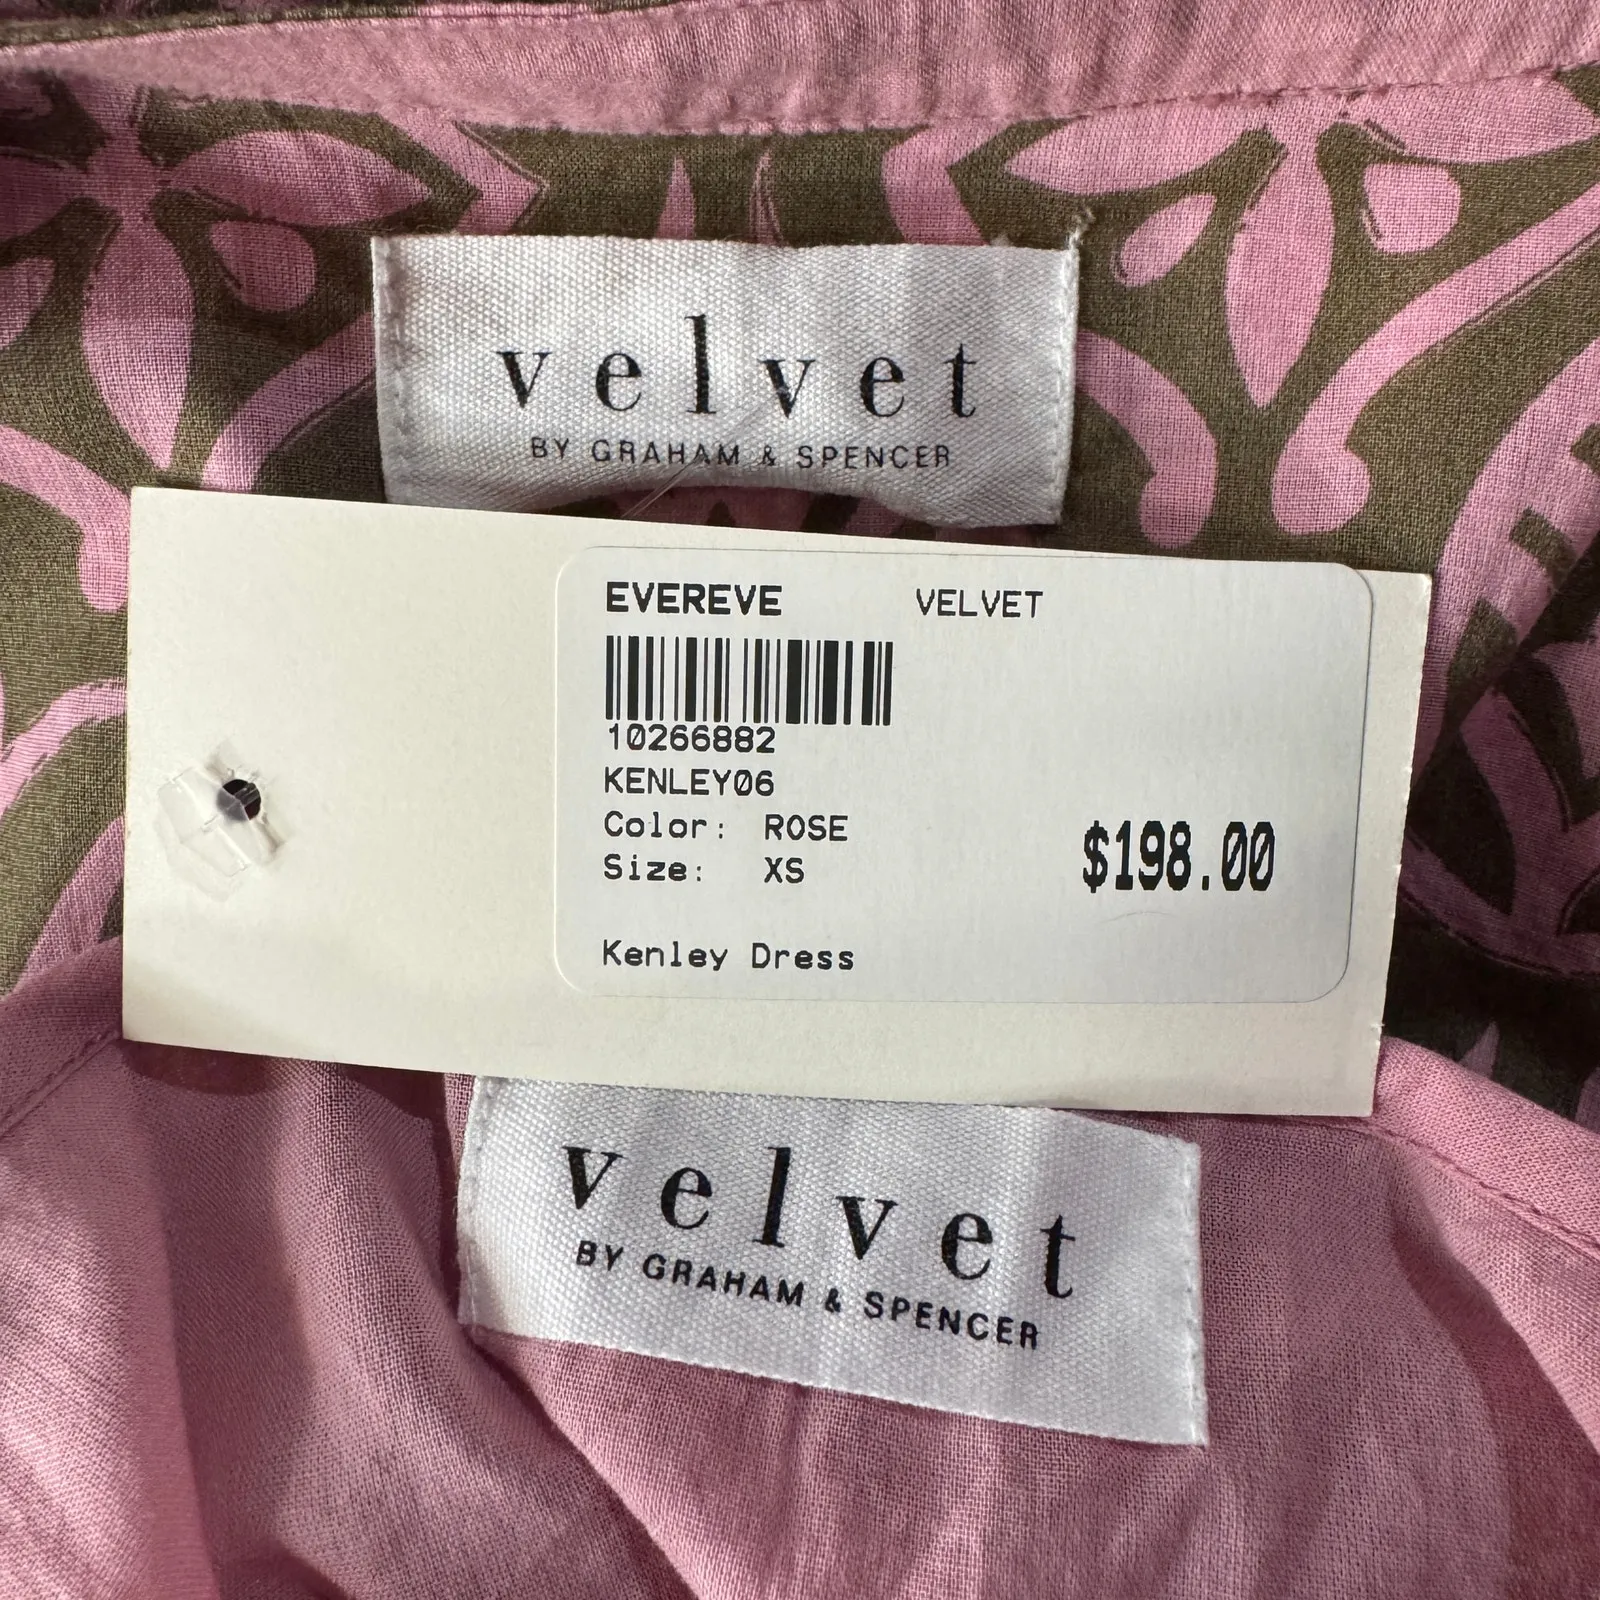 velvet
BY GRAHAM & SPENCER
EVEREVE VELVET
10266882
KENLEY06
Color: ROSE
Size: XS
$198.00
Kenley Dress
velvet
BY GRAHAM & SPENCER